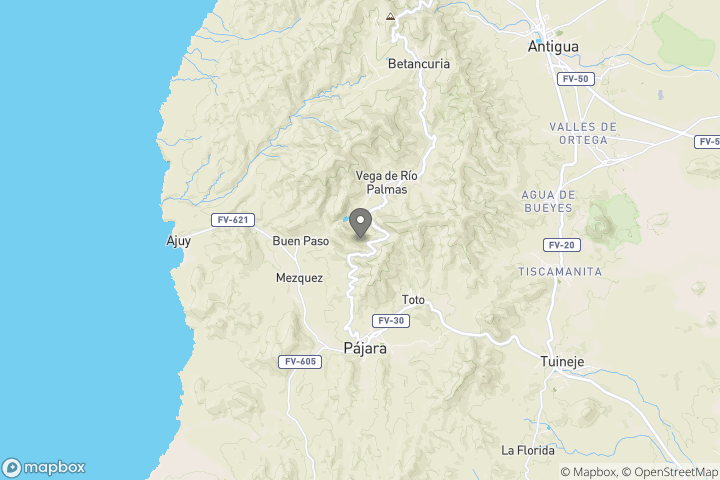 Antigua
Betancuria
FV-50
VALLES DE
ORTEGA
FV-5
Vega de Río
Palmas
AGUA DE
BUEYES
FV-621
Ajuy
Buen Paso
FV-20
Mezquez
TISCAMANITA
Toto
FV-30
Pájara
FV-605
Tuineje
La Florida
mapbox
© Mapbox, © OpenStreetMap